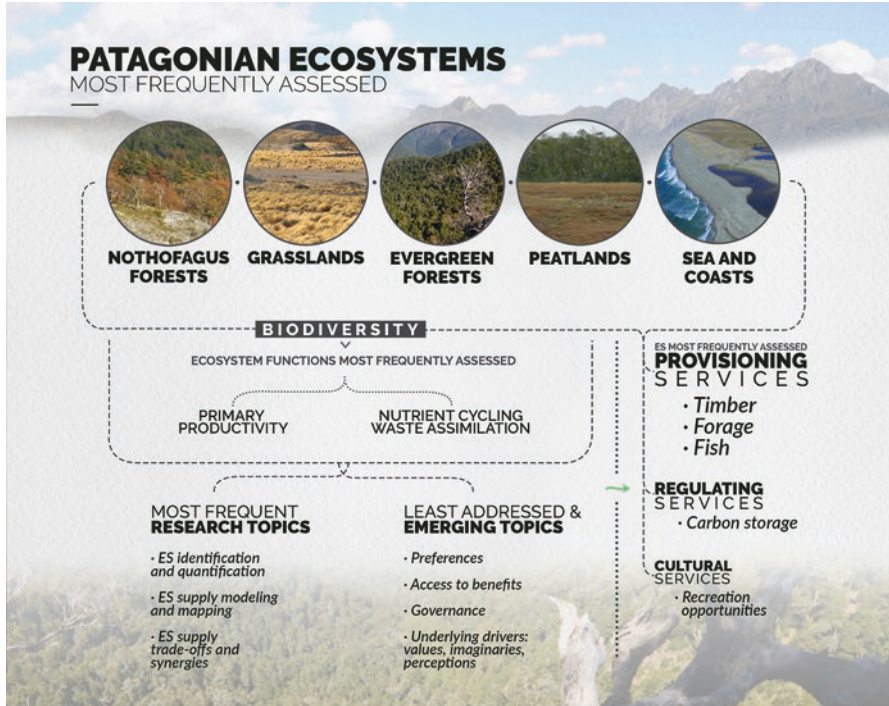 PATAGONIAN ECOSYSTEMS
MOST FREQUENTLY ASSESSED
NOTHOFAGUS
FORESTS
GRASSLANDS
EVERGREEN
FORESTS
PEATLANDS
SEA AND
COASTS
BIODIVERSITY
ECOSYSTEM FUNCTIONS MOST FREQUENTLY ASSESSED
PRIMARY
PRODUCTIVITY
NUTRIENT CYCLING
WASTE ASSIMILATION
MOST FREQUENT
RESEARCH TOPICS
· ES identification
and quantification
· ES supply modeling
and mapping
· ES supply
trade-offs and
synergies
LEAST ADDRESSED &
EMERGING TOPICS
· Preferences
· Access to benefits
· Governance
· Underlying drivers:
values, imaginaries,
perceptions
ES MOST FREQUENTLY ASSESSED
PROVISIONING
SERVICES
· Timber
· Forage
· Fish
REGULATING
SERVICES
· Carbon storage
CULTURAL
SERVICES
· Recreation
opportunities